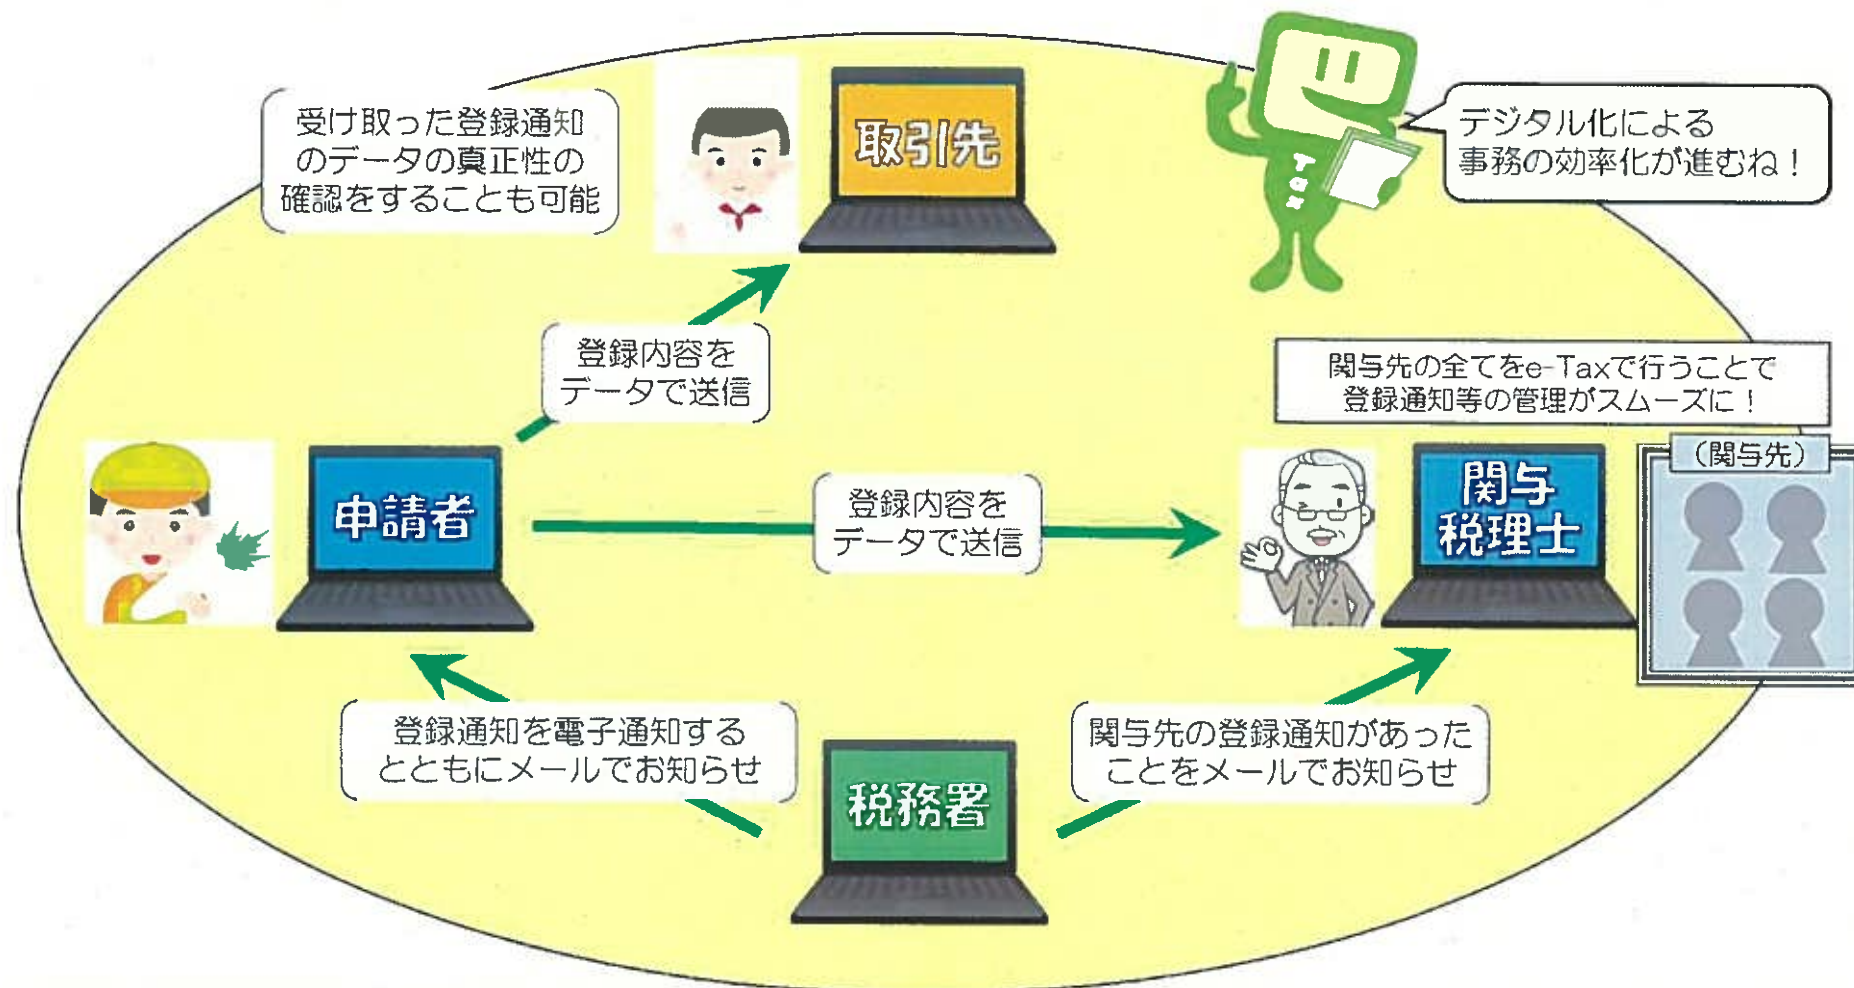 受け取った登録通知
のデータの真正性の
確認をすることも可能
取引先
デジタル化による
事務の効率化が進むね!
Tax
登録内容を
データで送信
関与先の全てをe-Taxで行うことで
登録通知等の管理がスムーズに!
(関与先)
申請者
登録内容を
データで送信
関与
税理士
登録通知を電子通知する
とともにメールでお知らせ
関与先の登録通知があった
ことをメールでお知らせ
税務署